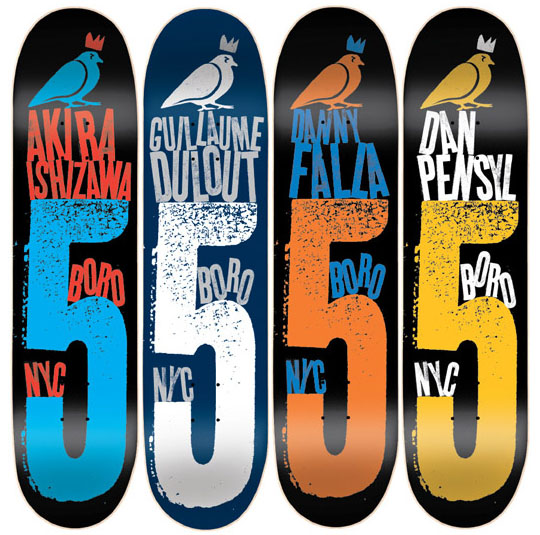 AKIRA
ISHIZAWA
5
BORO
NYC
GUILLAUME
DULOUT
5
BORO
NYC
DANNY
FALLA
5
BORO
NYC
DAN
PENSYL
5
BORO
NYC